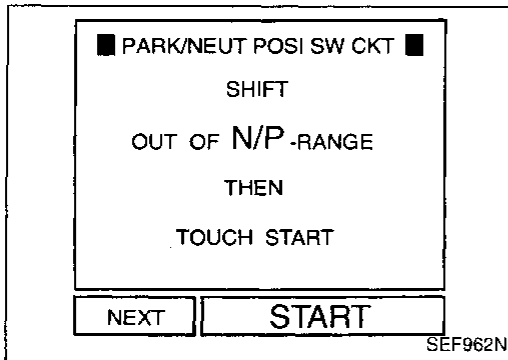 PARK/NEUT POSI SW CKT
SHIFT
OUT OF N/P-RANGE
THEN
TOUCH START
NEXT START
SEF962N